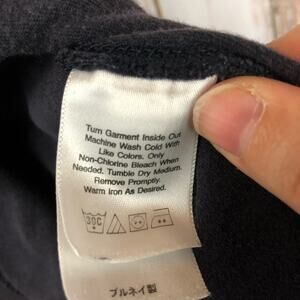 Turn Garment Inside Out
Machine Wash Cold With
Like Colors. Only
Non-Chlorine Bleach When
Needed. Tumble Dry Medium.
Remove Promptly.
Warm Iron As Desired.
30C
ブルネイ製